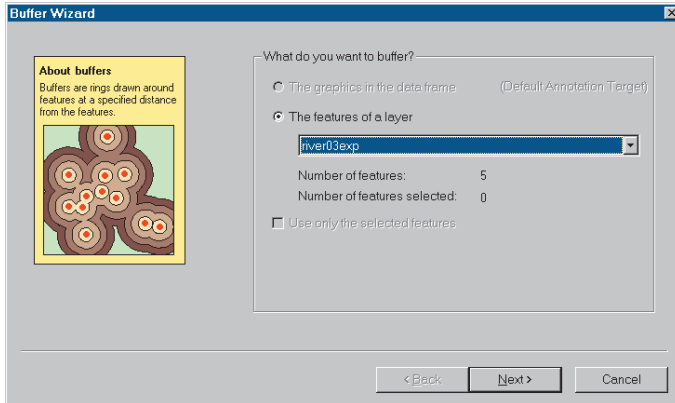 Buffer Wizard
About buffers
Buffers are rings drawn around
features at a specified distance
from the features.
What do you want to buffer?
The graphics in the data frame (Default Annotation Target)
The features of a layer
river03exp
Number of features: 5
Number of features selected: 0
Use only the selected features
< Back Next > Cancel